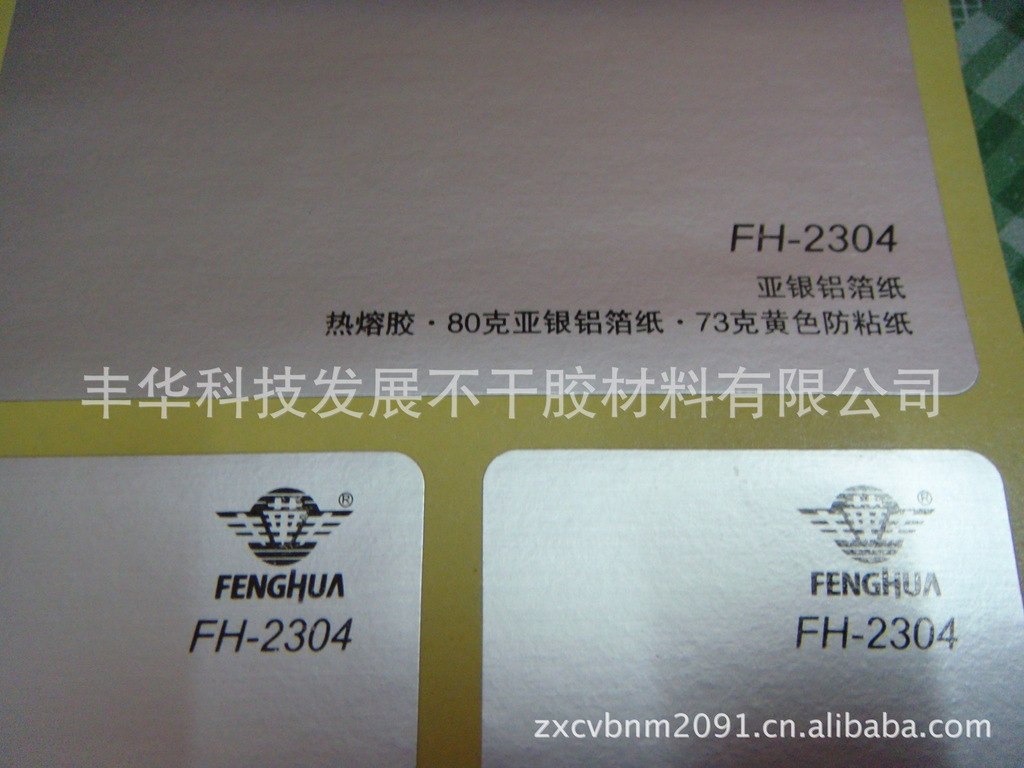 FH-2304
亚银铝箔纸
热熔胶·80克亚银铝箔纸·73克黄色防粘纸
丰华科技发展不干胶材料有限公司
華 ®
FENGHUA
FH-2304
華 ®
FENGHUA
FH-2304
zxcvbnm2091.cn.alibaba.com